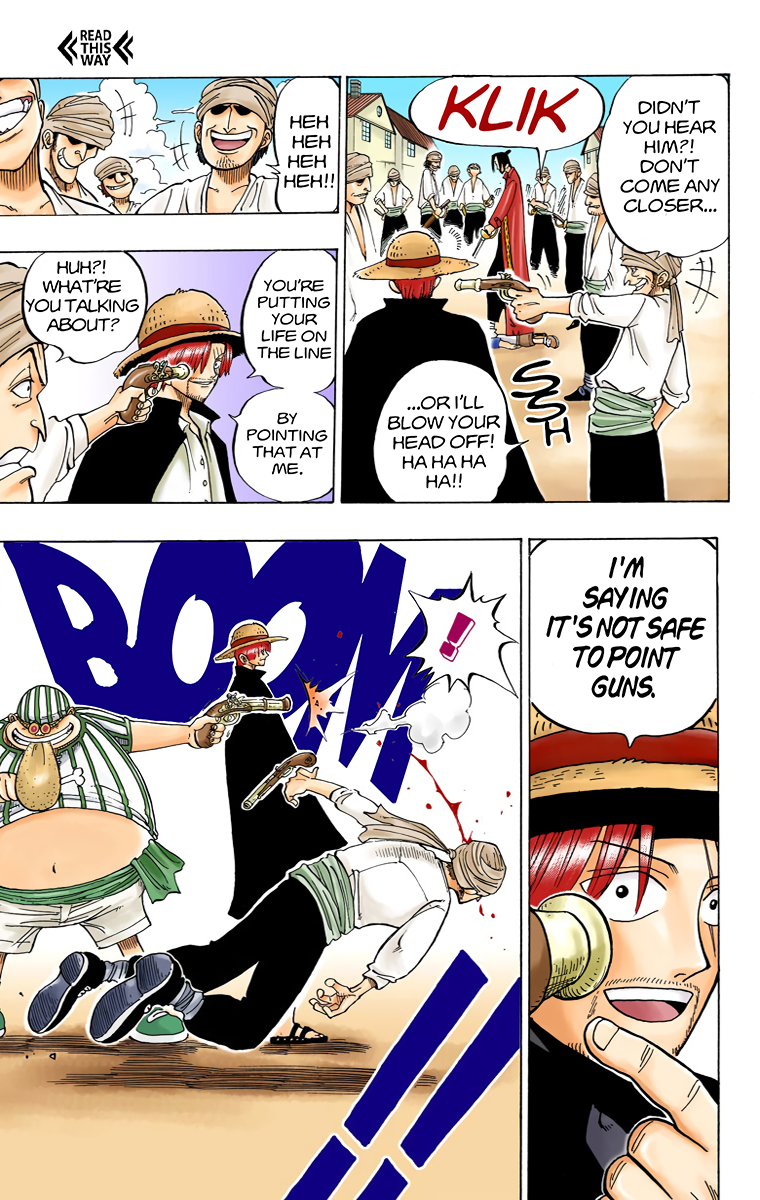 READ
THIS
WAY
DIDN'T
YOU HEAR
HIM?!
DON'T
COME ANY
CLOSER...
KLIK
...OR I'LL
BLOW YOUR
HEAD OFF!
HA HA HA
HA!!
SSSH
HEH
HEH
HEH
HEH!!
YOU'RE
PUTTING
YOUR
LIFE ON
THE LINE
BY
POINTING
THAT AT
ME.
HUH?!
WHAT'RE
YOU TALKING
ABOUT?
I'M
SAYING
IT'S NOT SAFE
TO POINT
GUNS.
BOOM
!
!!